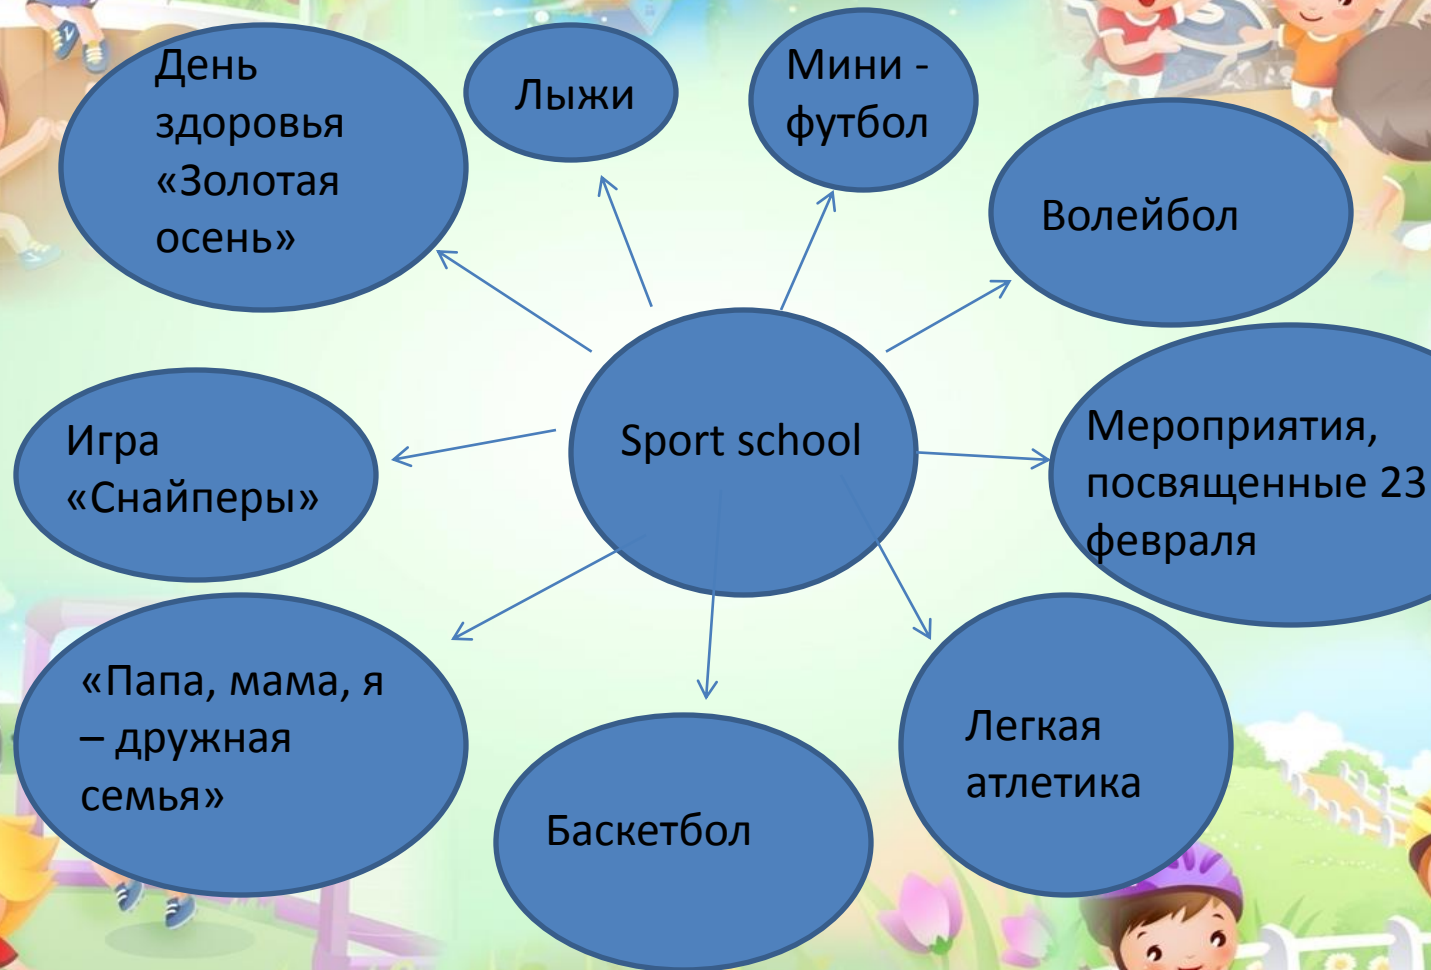 День
здоровья
«Золотая
осень»
Лыжи
Мини -
футбол
Волейбол
Игра
«Снайперы»
Sport school
Мероприятия,
посвященные 23
февраля
«Папа, мама, я
– дружная
семья»
Баскетбол
Легкая
атлетика